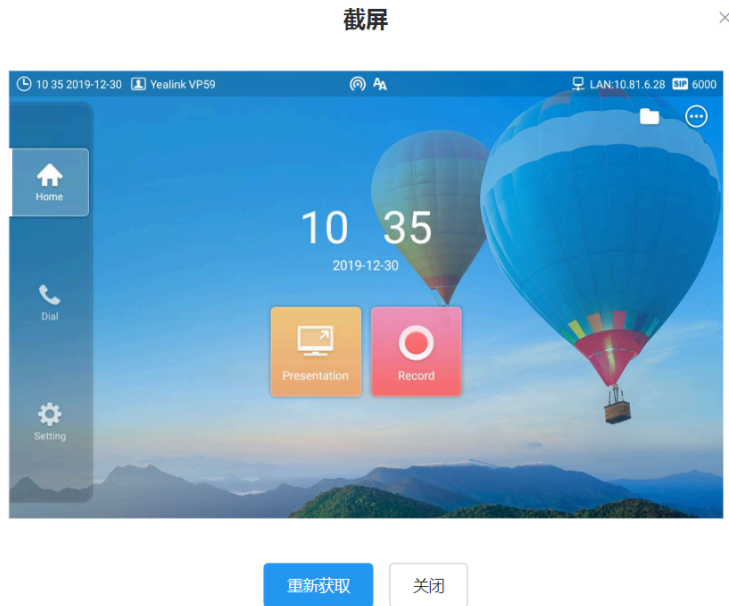 截屏
10 35 2019-12-30 Yealink VP59 AA LAN:10.81.6.28 SIP 6000
Home
10 35
2019-12-30
Dial
Presentation Record
Setting
重新获取 关闭